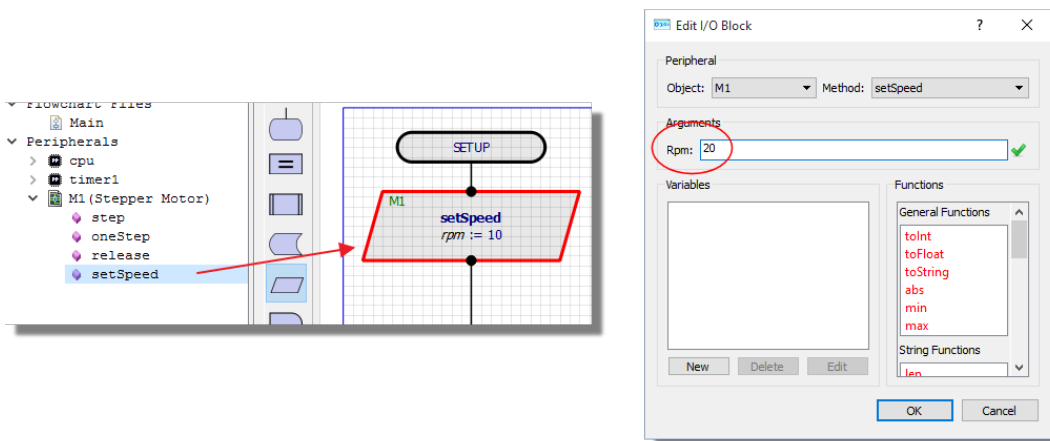 Flowchart Files
Main
Peripherals
cpu
timer1
M1(Stepper Motor)
step
oneStep
release
setSpeed
SETUP
M1
setSpeed
rpm := 10
Edit I/O Block
?
Peripheral
Object: M1 Method: setSpeed
Arguments
Rpm: 20
Variables
New Delete Edit
Functions
General Functions
toInt
toFloat
toString
abs
min
max
String Functions
len
OK Cancel